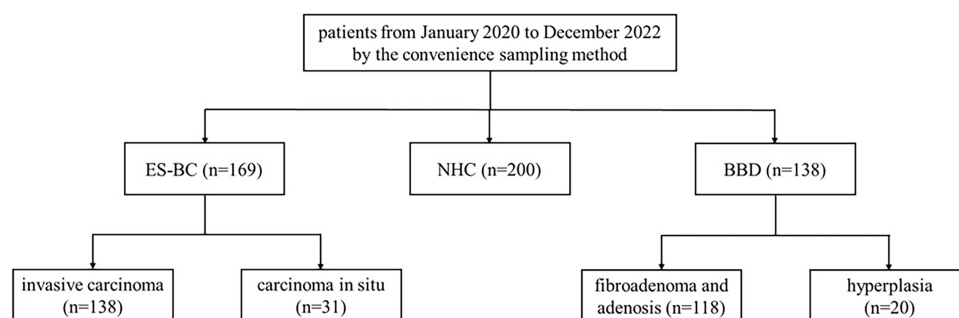 patients from January 2020 to December 2022
by the convenience sampling method
ES-BC (n=169)
NHC (n=200)
BBD (n=138)
invasive carcinoma
(n=138)
carcinoma in situ
(n=31)
fibroadenoma and
adenosis (n=118)
hyperplasia
(n=20)